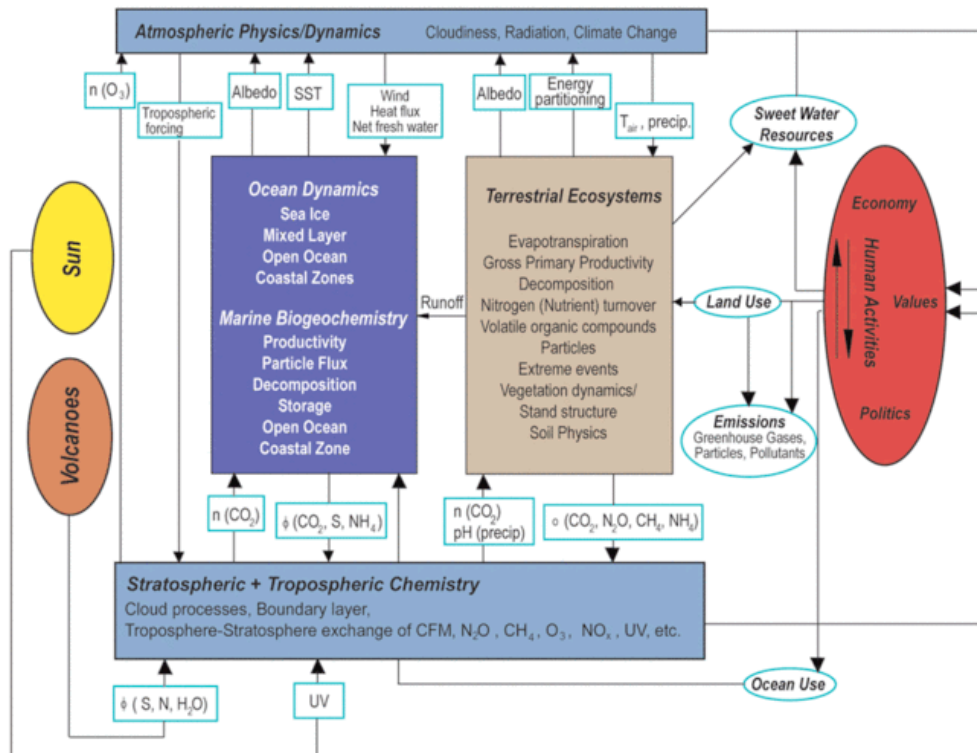 Atmospheric Physics/Dynamics Cloudiness, Radiation, Climate Change
n (O₃)
Tropospheric
forcing
Albedo
SST
Wind
Heat flux
Net fresh water
Albedo
Energy
partitioning
Tair , precip.
Sweet Water
Resources
Sun
Volcanoes
Ocean Dynamics
Sea Ice
Mixed Layer
Open Ocean
Coastal Zones
Marine Biogeochemistry
Productivity
Particle Flux
Decomposition
Storage
Open Ocean
Coastal Zone
Runoff
Terrestrial Ecosystems
Evapotranspiration
Gross Primary Productivity
Decomposition
Nitrogen (Nutrient) turnover
Volatile organic compounds
Particles
Extreme events
Vegetation dynamics/
Stand structure
Soil Physics
Land Use
Emissions
Greenhouse Gases,
Particles, Pollutants
Economy
Human Activities
Values
Politics
n (CO₂)
ϕ (CO₂, S, NH₄)
n (CO₂)
pH (precip)
o (CO₂, N₂O, CH₄, NH₄)
Stratospheric + Tropospheric Chemistry
Cloud processes, Boundary layer,
Troposphere-Stratosphere exchange of CFM, N₂O , CH₄ , O₃ , NOₓ , UV, etc.
ϕ ( S, N, H₂O)
UV
Ocean Use